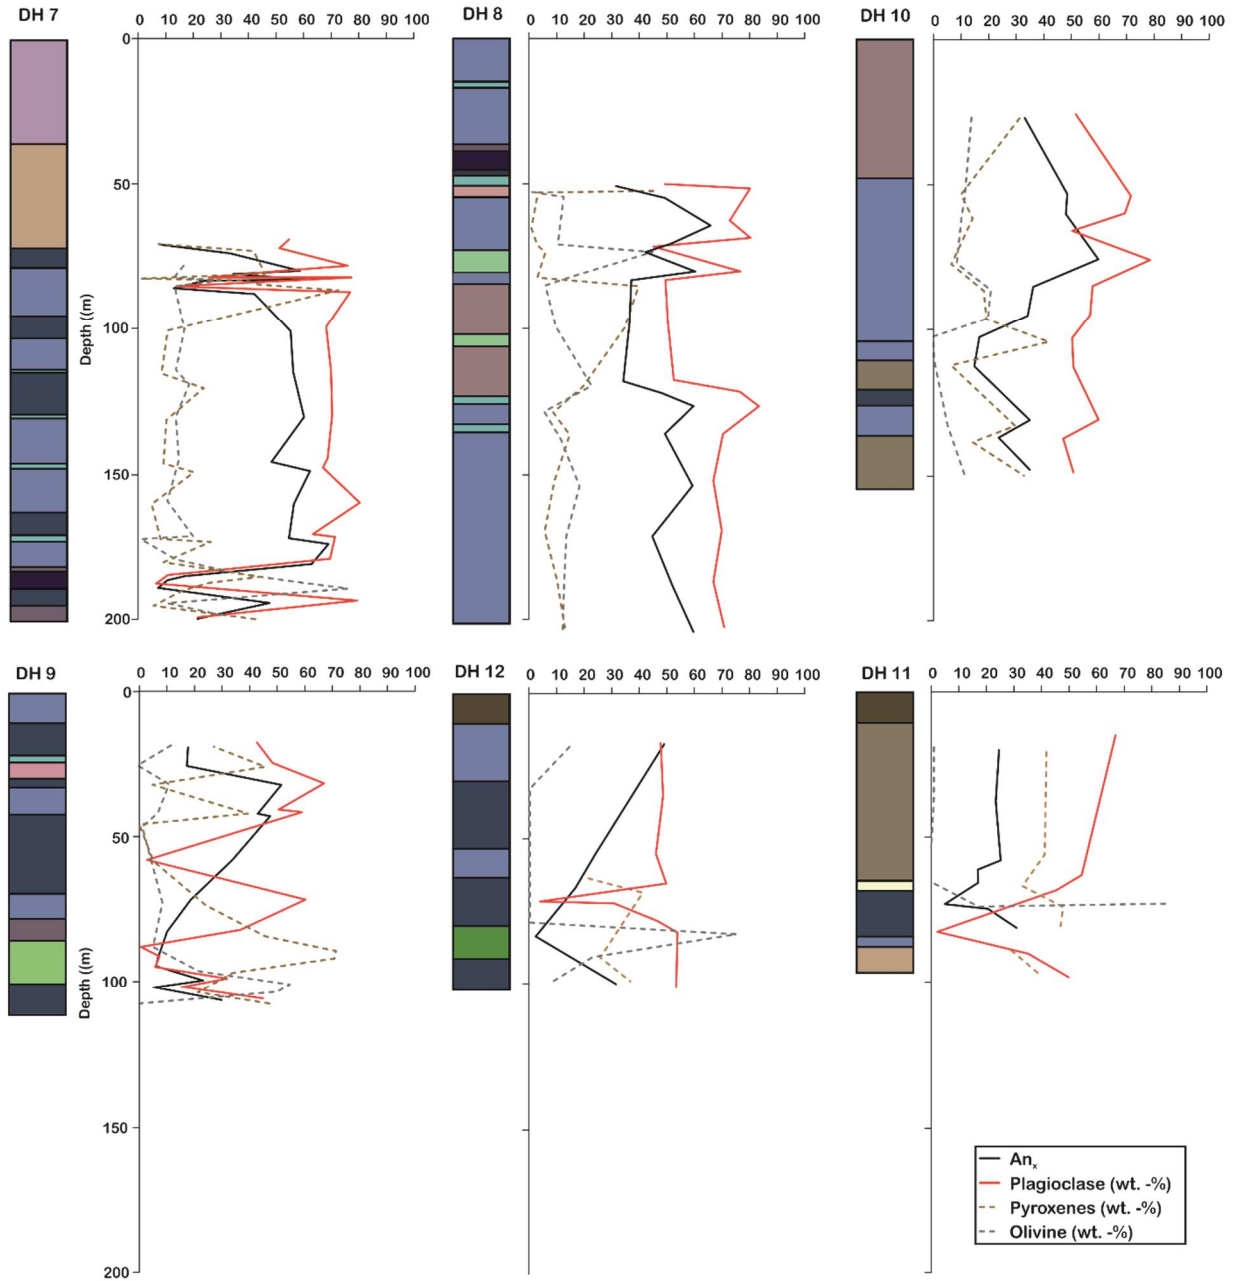 DH 7
DH 8
DH 10
0 10 20 30 40 50 60 70 80 90 100
0 10 20 30 40 50 60 70 80 90 100
0 10 20 30 40 50 60 70 80 90 100
0
50
100
150
200
Depth ((m)
DH 9
DH 12
DH 11
0 10 20 30 40 50 60 70 80 90 100
0 10 20 30 40 50 60 70 80 90 100
0 10 20 30 40 50 60 70 80 90 100
0
50
100
150
200
Depth ((m)
Anx
Plagioclase (wt. -%)
Pyroxenes (wt. -%)
Olivine (wt. -%)